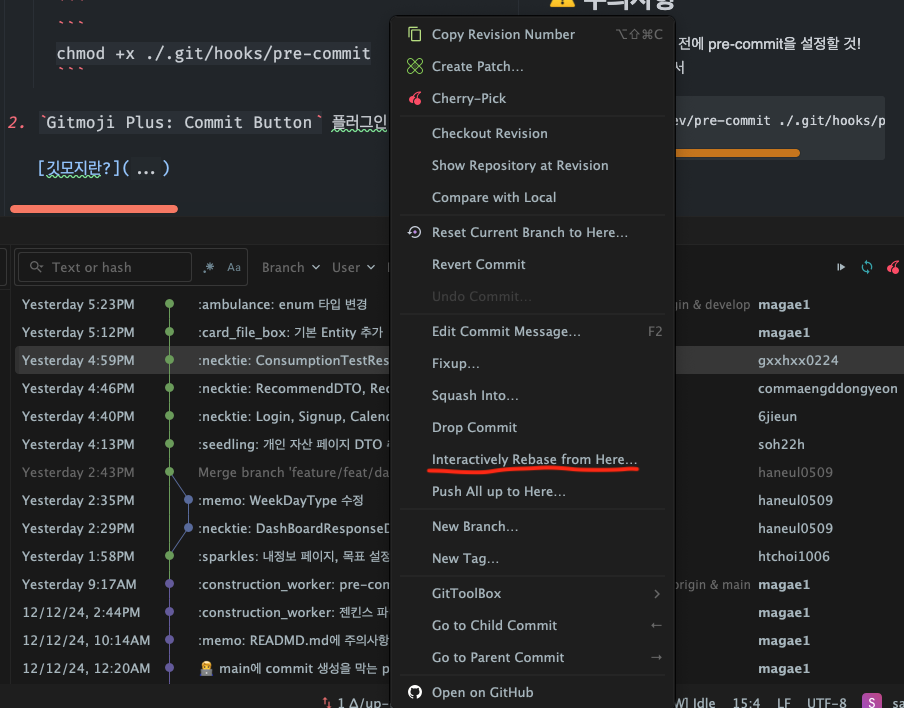 ```
```
chmod +x ./.git/hooks/pre-commit
```
2. `Gitmoji Plus: Commit Button` 플러그인
[깃모지란?](...)
주의사항
전에 pre-commit을 설정할 것!
서
ev/pre-commit ./.git/hooks/p
Copy Revision Number ⌥⇧⌘C
Create Patch...
Cherry-Pick
Checkout Revision
Show Repository at Revision
Compare with Local
Reset Current Branch to Here...
Revert Commit
Undo Commit...
Edit Commit Message... F2
Fixup...
Squash Into...
Drop Commit
Interactively Rebase from Here...
Push All up to Here...
New Branch...
New Tag...
GitToolBox >
Go to Child Commit ←
Go to Parent Commit →
Open on GitHub
Text or hash .* Aa Branch User
Yesterday 5:23PM :ambulance: enum 타입 변경 & develop magae1
Yesterday 5:12PM :card_file_box: 기본 Entity 추가 magae1
Yesterday 4:59PM :necktie: ConsumptionTestRes gxxhxx0224
Yesterday 4:46PM :necktie: RecommendDTO, Rec commaengddongyeon
Yesterday 4:40PM :necktie: Login, Signup, Calend 6jieun
Yesterday 4:13PM :seedling: 개인 자산 페이지 DTO soh22h
Yesterday 2:43PM Merge branch 'feature/feat/da haneul0509
Yesterday 2:35PM :memo: WeekDayType 수정 haneul0509
Yesterday 2:29PM :necktie: DashBoardResponseD haneul0509
Yesterday 1:58PM :sparkles: 내정보 페이지, 목표 설정 htchoi1006
Yesterday 9:17AM :construction_worker: pre-con origin & main magae1
12/12/24, 2:44PM :construction_worker: 젠킨스 파 magae1
12/12/24, 10:14AM :memo: READMD.md에 주의사항 magae1
12/12/24, 12:20AM main에 commit 생성을 막는 p magae1
1 ∆/up- W] Idle 15:4 LF UTF-8 S sa